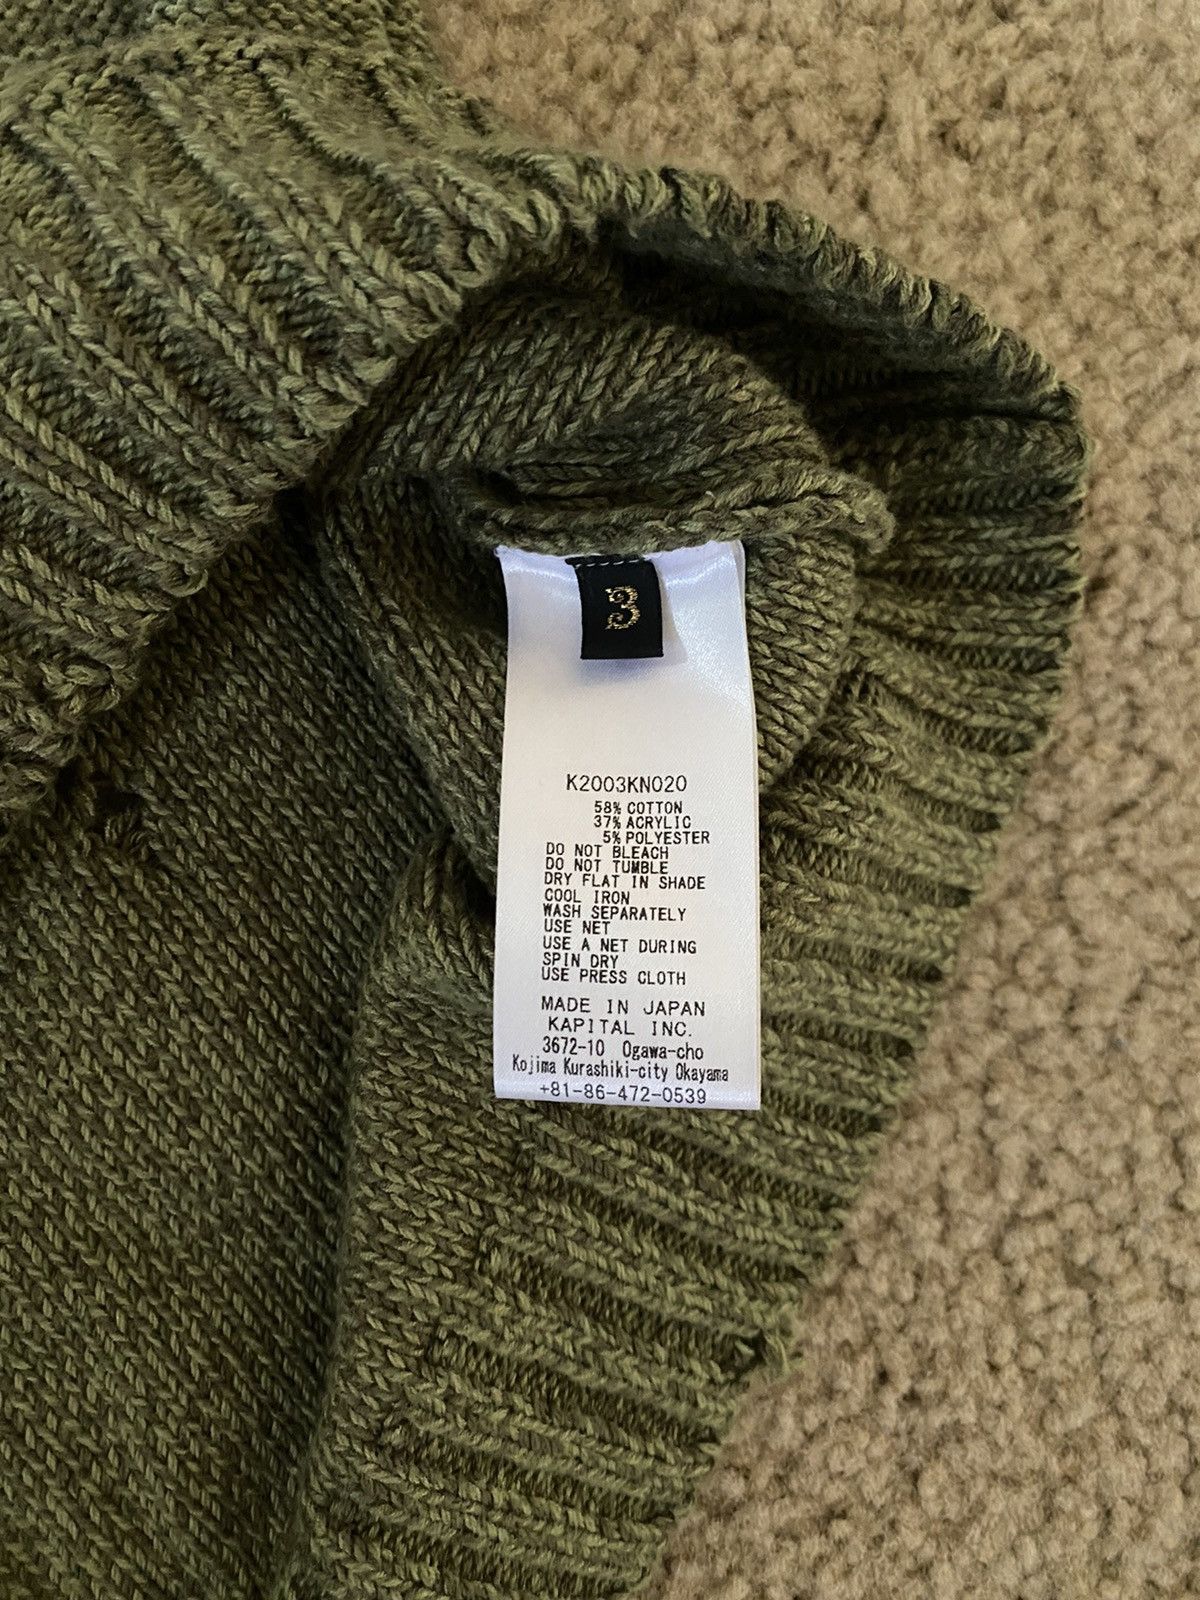 3
K2003KN020
58% COTTON
37% ACRYLIC
5% POLYESTER
DO NOT BLEACH
DO NOT TUMBLE
DRY FLAT IN SHADE
COOL IRON
WASH SEPARATELY
USE NET
USE A NET DURING
SPIN DRY
USE PRESS CLOTH
MADE IN JAPAN
KAPITAL INC.
3672-10 Ogawa-cho
Kojima Kurashiki-city Okayama
+81-86-472-0539